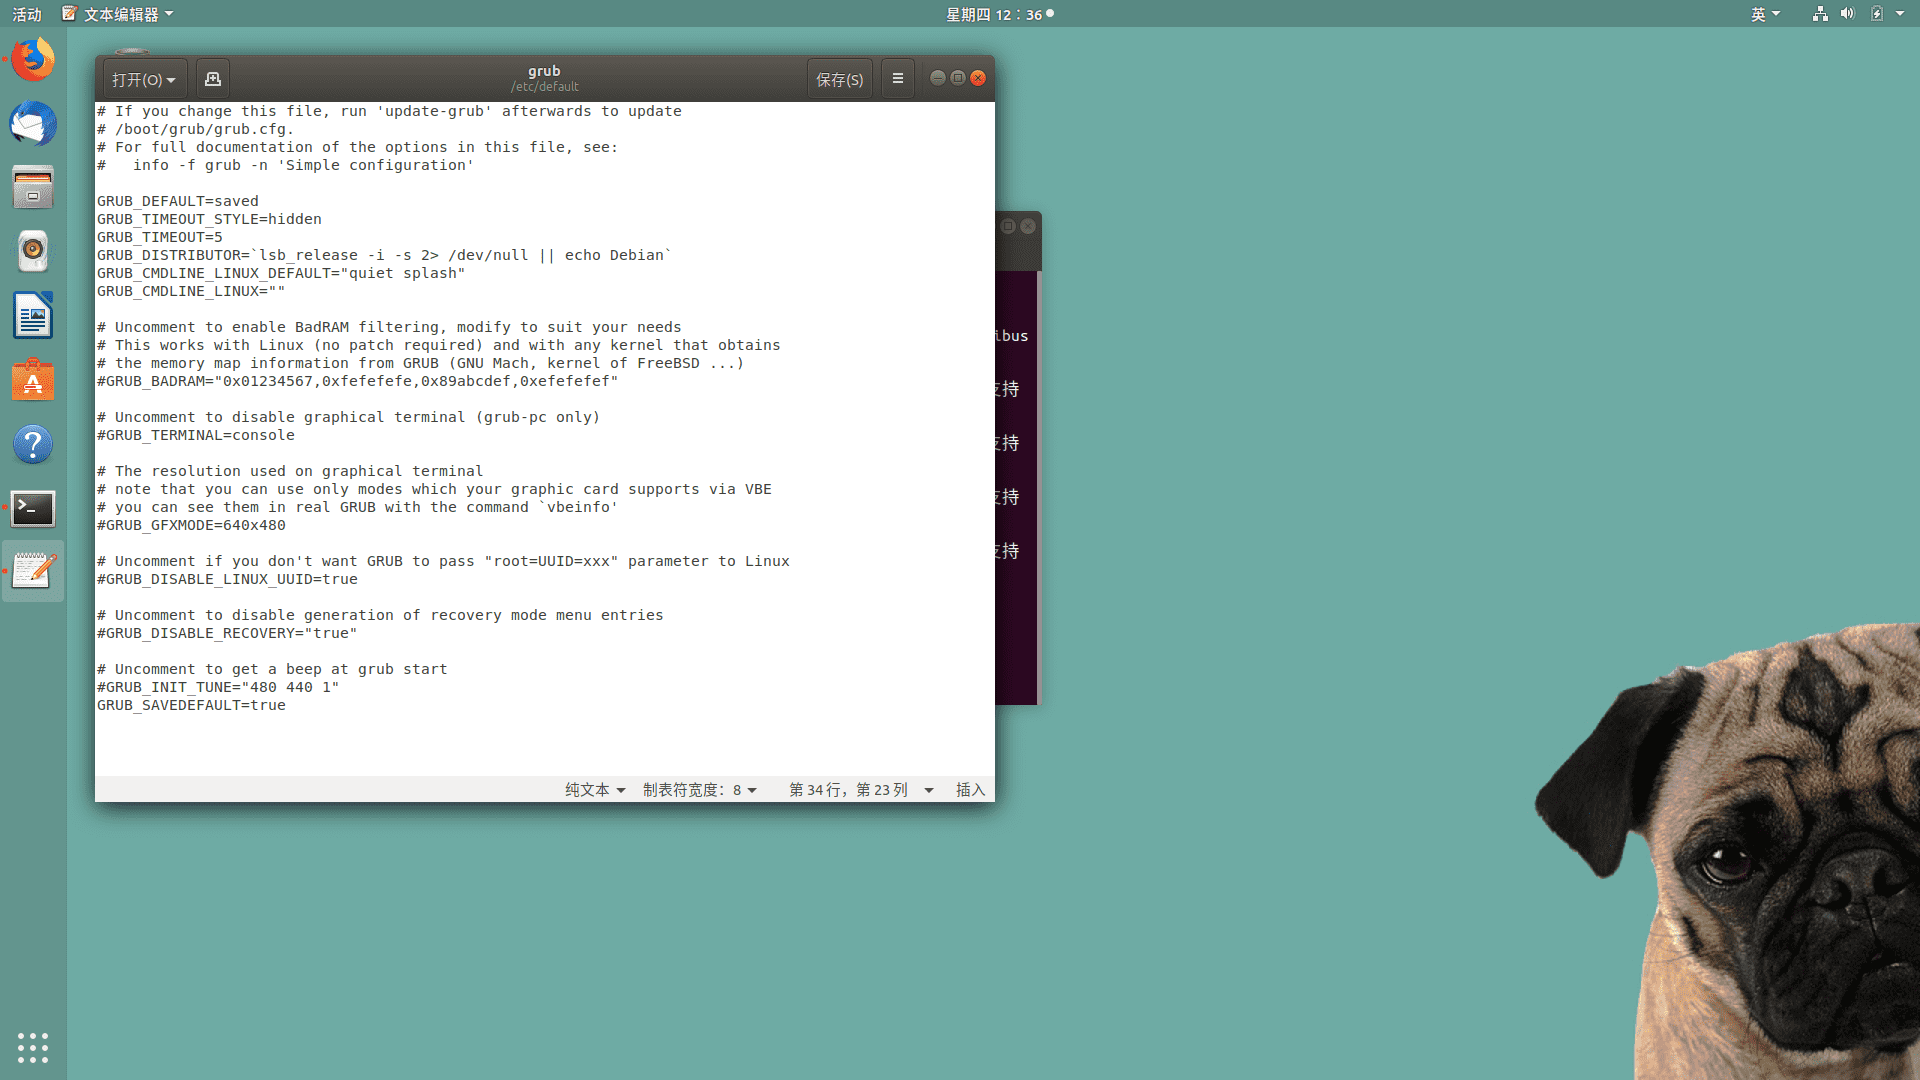 活动 文本编辑器 星期四 12：36 英
打开(O) grub 保存(S)
/etc/default
# If you change this file, run 'update-grub' afterwards to update
# /boot/grub/grub.cfg.
# For full documentation of the options in this file, see:
#   info -f grub -n 'Simple configuration'
GRUB_DEFAULT=saved
GRUB_TIMEOUT_STYLE=hidden
GRUB_TIMEOUT=5
GRUB_DISTRIBUTOR=`lsb_release -i -s 2> /dev/null || echo Debian`
GRUB_CMDLINE_LINUX_DEFAULT="quiet splash"
GRUB_CMDLINE_LINUX=""
# Uncomment to enable BadRAM filtering, modify to suit your needs
# This works with Linux (no patch required) and with any kernel that obtains
# the memory map information from GRUB (GNU Mach, kernel of FreeBSD ...)
#GRUB_BADRAM="0x01234567,0xfefefefe,0x89abcdef,0xefefefef"
# Uncomment to disable graphical terminal (grub-pc only)
#GRUB_TERMINAL=console
# The resolution used on graphical terminal
# note that you can use only modes which your graphic card supports via VBE
# you can see them in real GRUB with the command `vbeinfo'
#GRUB_GFXMODE=640x480
# Uncomment if you don't want GRUB to pass "root=UUID=xxx" parameter to Linux
#GRUB_DISABLE_LINUX_UUID=true
# Uncomment to disable generation of recovery mode menu entries
#GRUB_DISABLE_RECOVERY="true"
# Uncomment to get a beep at grub start
#GRUB_INIT_TUNE="480 440 1"
GRUB_SAVEDEFAULT=true
纯文本 制表符宽度：8 第 34 行，第 23 列 插入
ibus
支持
支持
支持
支持